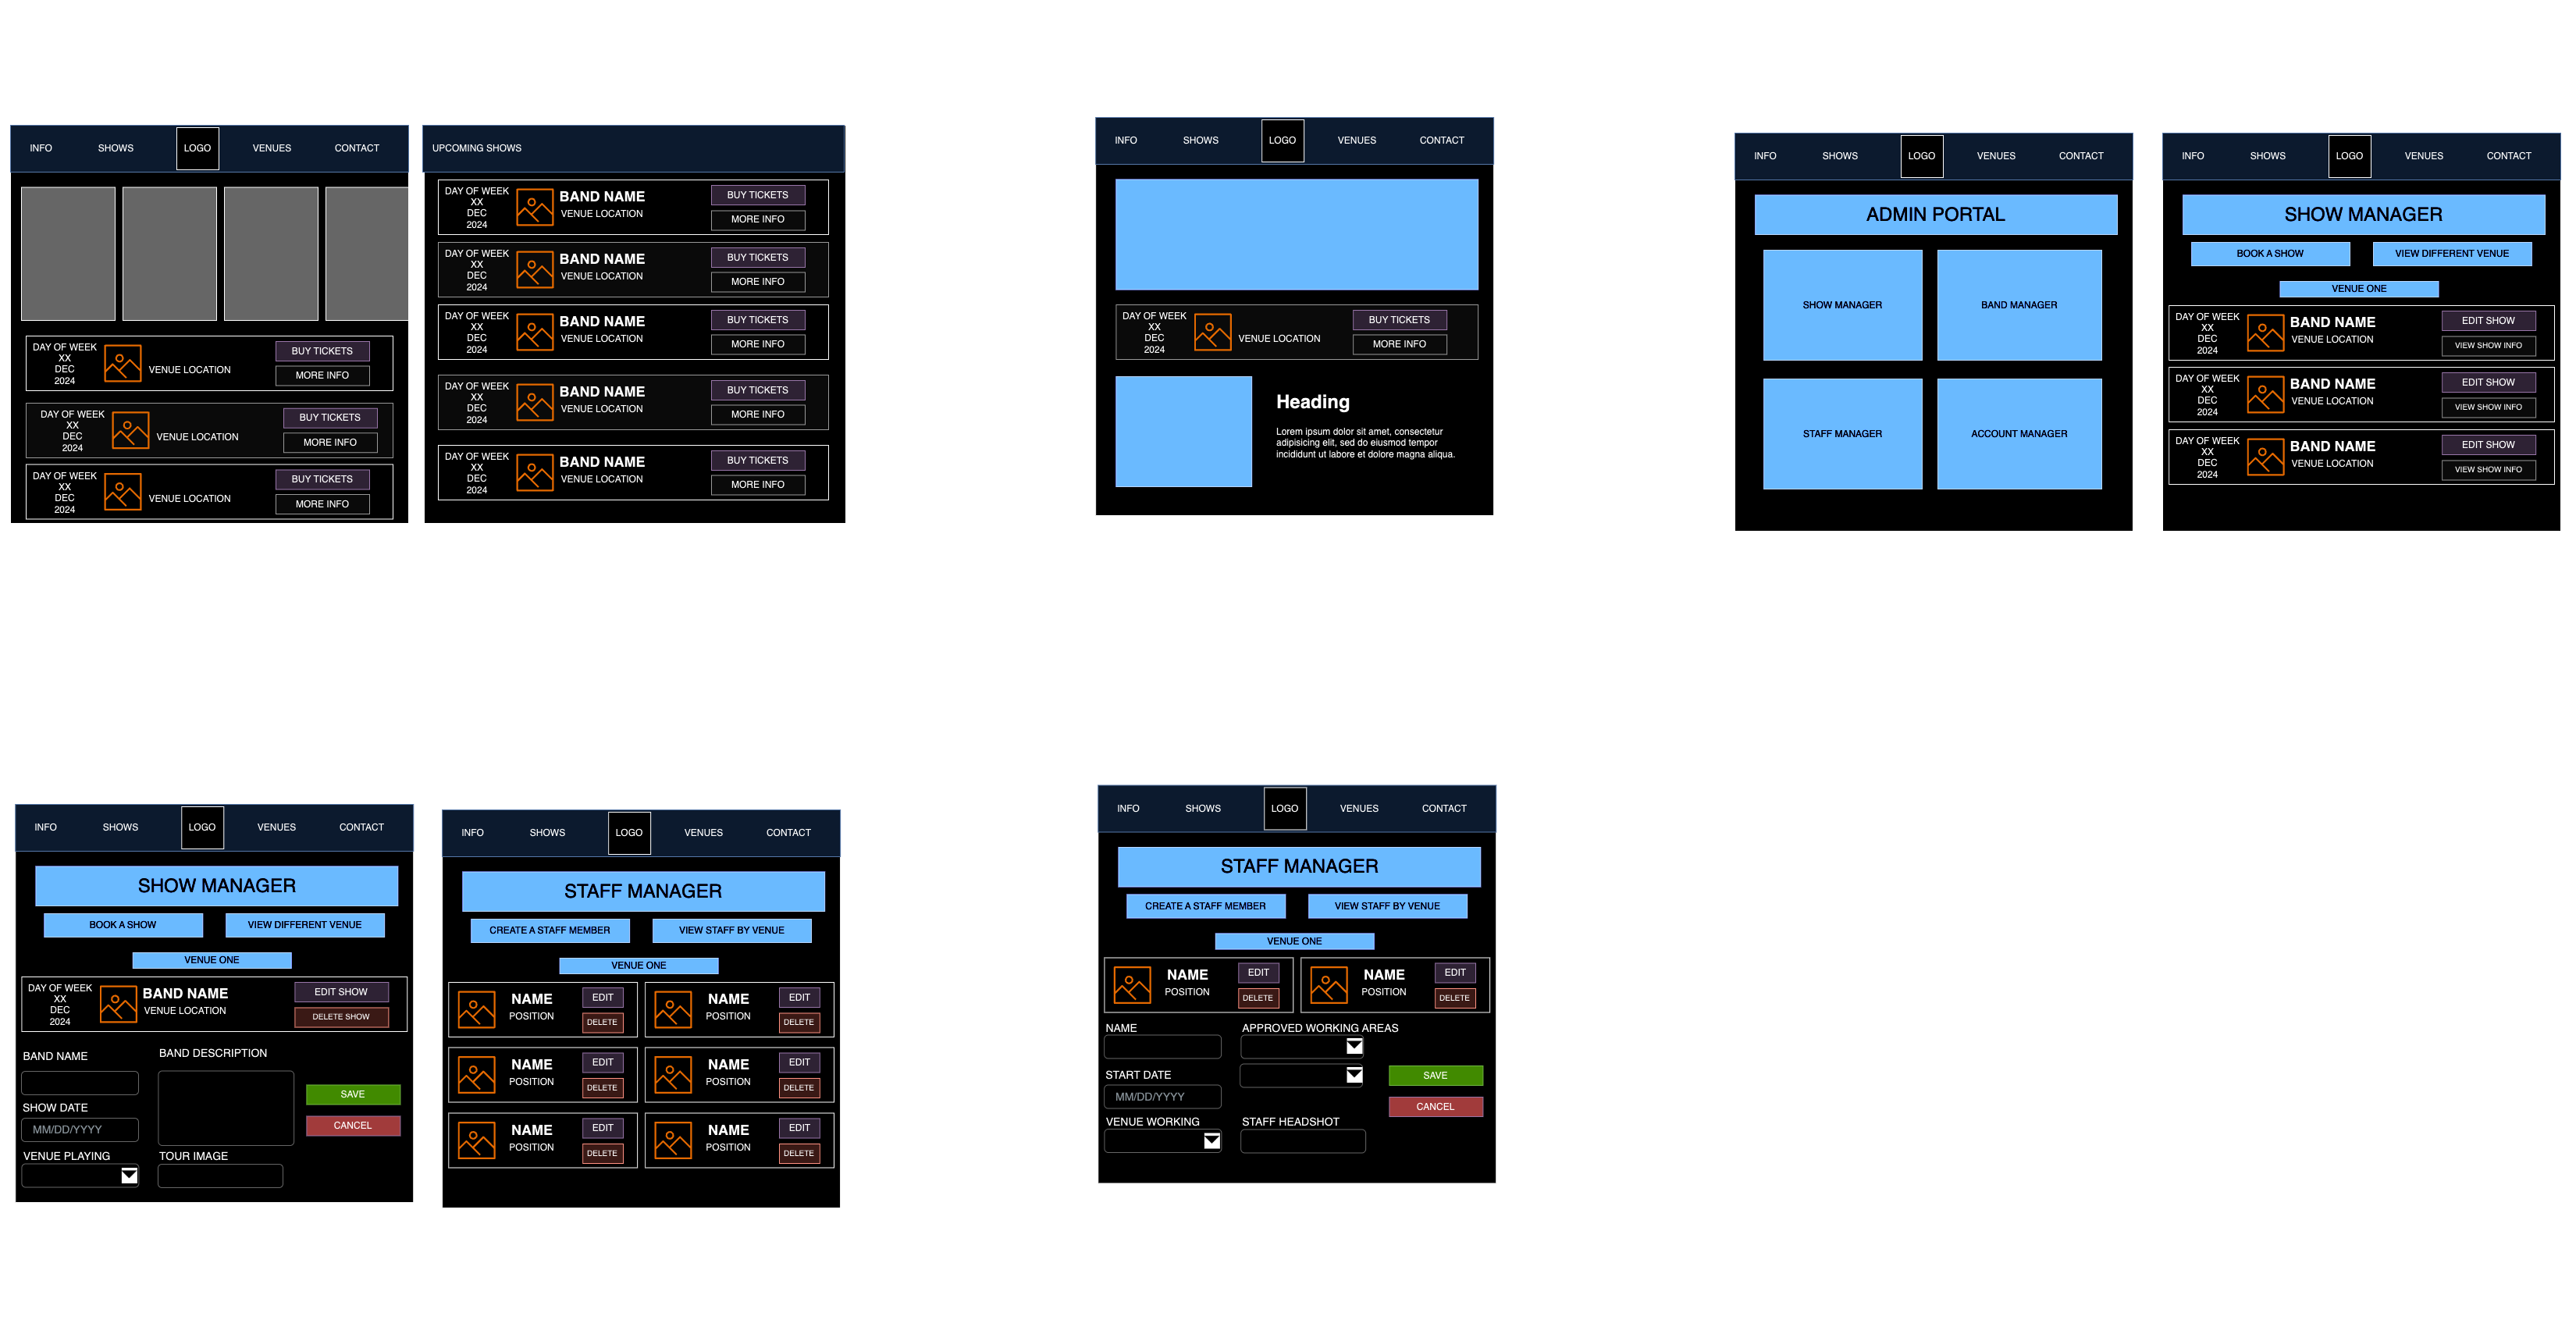 INFO SHOWS LOGO VENUES CONTACT
DAY OF WEEK
XX
DEC
2024
VENUE LOCATION
BUY TICKETS
MORE INFO
DAY OF WEEK
XX
DEC
2024
VENUE LOCATION
BUY TICKETS
MORE INFO
DAY OF WEEK
XX
DEC
2024
VENUE LOCATION
BUY TICKETS
MORE INFO
UPCOMING SHOWS
DAY OF WEEK
XX
DEC
2024
BAND NAME
VENUE LOCATION
BUY TICKETS
MORE INFO
DAY OF WEEK
XX
DEC
2024
BAND NAME
VENUE LOCATION
BUY TICKETS
MORE INFO
DAY OF WEEK
XX
DEC
2024
BAND NAME
VENUE LOCATION
BUY TICKETS
MORE INFO
DAY OF WEEK
XX
DEC
2024
BAND NAME
VENUE LOCATION
BUY TICKETS
MORE INFO
DAY OF WEEK
XX
DEC
2024
BAND NAME
VENUE LOCATION
BUY TICKETS
MORE INFO
INFO SHOWS LOGO VENUES CONTACT
DAY OF WEEK
XX
DEC
2024
VENUE LOCATION
BUY TICKETS
MORE INFO
Heading
Lorem ipsum dolor sit amet, consectetur
adipisicing elit, sed do eiusmod tempor
incididunt ut labore et dolore magna aliqua.
INFO SHOWS LOGO VENUES CONTACT
ADMIN PORTAL
SHOW MANAGER
BAND MANAGER
STAFF MANAGER
ACCOUNT MANAGER
INFO SHOWS LOGO VENUES CONTACT
SHOW MANAGER
BOOK A SHOW
VIEW DIFFERENT VENUE
VENUE ONE
DAY OF WEEK
XX
DEC
2024
BAND NAME
VENUE LOCATION
EDIT SHOW
VIEW SHOW INFO
DAY OF WEEK
XX
DEC
2024
BAND NAME
VENUE LOCATION
EDIT SHOW
VIEW SHOW INFO
DAY OF WEEK
XX
DEC
2024
BAND NAME
VENUE LOCATION
EDIT SHOW
VIEW SHOW INFO
INFO SHOWS LOGO VENUES CONTACT
SHOW MANAGER
BOOK A SHOW
VIEW DIFFERENT VENUE
VENUE ONE
DAY OF WEEK
XX
DEC
2024
BAND NAME
VENUE LOCATION
EDIT SHOW
DELETE SHOW
BAND NAME
SHOW DATE
MM/DD/YYYY
VENUE PLAYING
BAND DESCRIPTION
TOUR IMAGE
SAVE
CANCEL
INFO SHOWS LOGO VENUES CONTACT
STAFF MANAGER
CREATE A STAFF MEMBER
VIEW STAFF BY VENUE
VENUE ONE
NAME
POSITION
EDIT
DELETE
NAME
POSITION
EDIT
DELETE
NAME
POSITION
EDIT
DELETE
NAME
POSITION
EDIT
DELETE
NAME
POSITION
EDIT
DELETE
NAME
POSITION
EDIT
DELETE
INFO SHOWS LOGO VENUES CONTACT
STAFF MANAGER
CREATE A STAFF MEMBER
VIEW STAFF BY VENUE
VENUE ONE
NAME
POSITION
EDIT
DELETE
NAME
POSITION
EDIT
DELETE
NAME
START DATE
MM/DD/YYYY
VENUE WORKING
APPROVED WORKING AREAS
STAFF HEADSHOT
SAVE
CANCEL